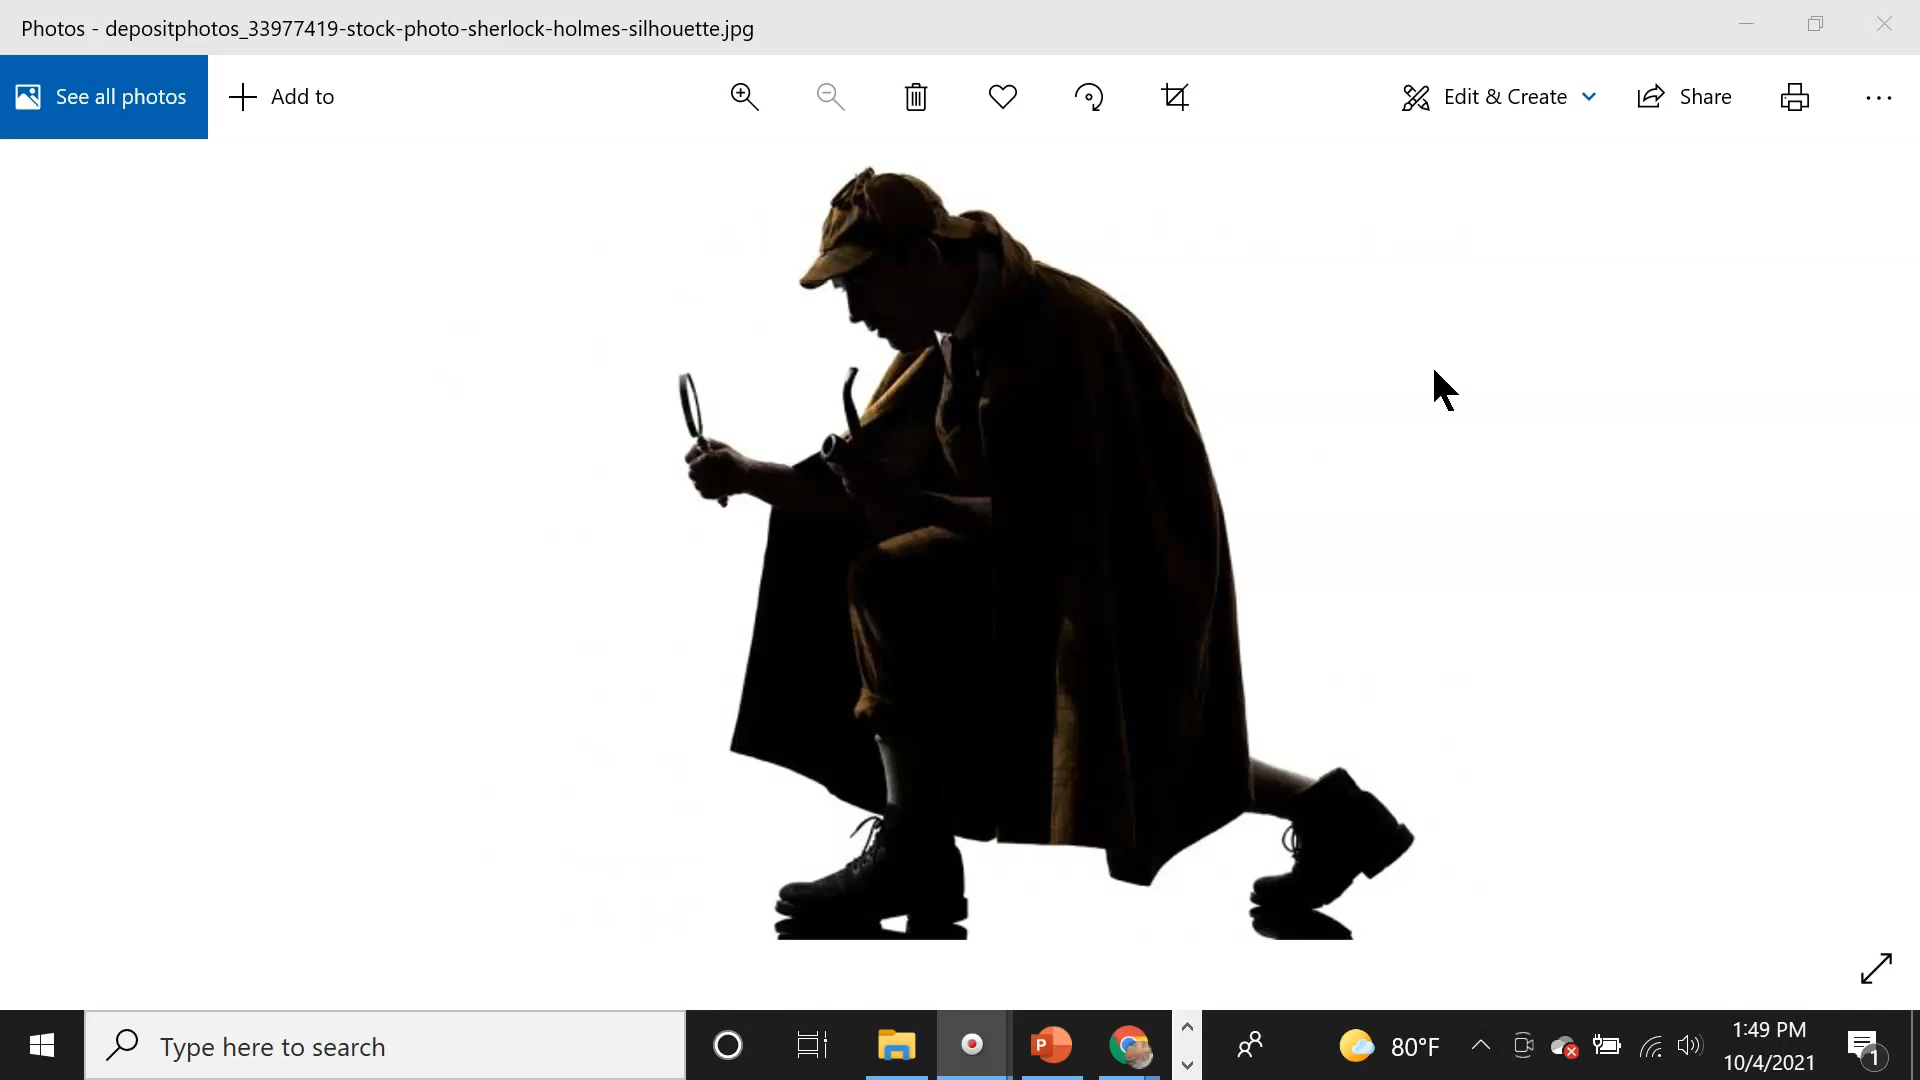 Photos - depositphotos_33977419-stock-photo-sherlock-holmes-silhouette.jpg
See all photos
Add to
Edit & Create
Share
Type here to search
P
80°F
1:49 PM
10/4/2021
1